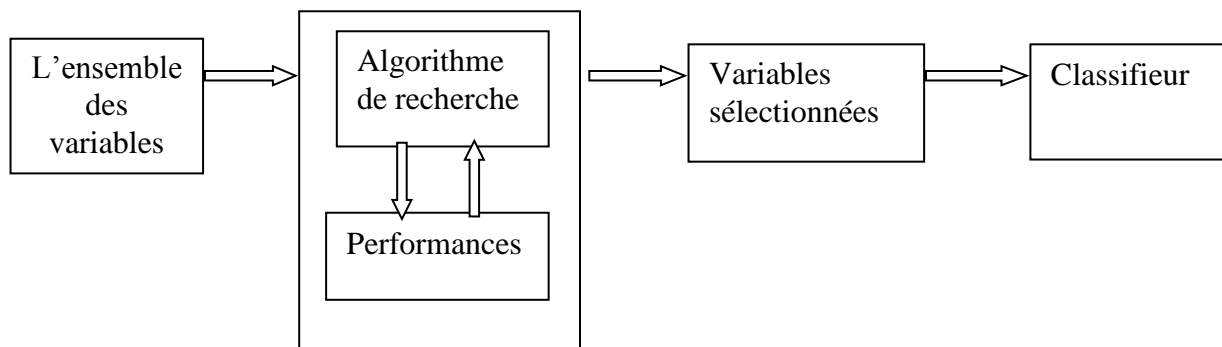 L’ensemble
des
variables
Algorithme
de recherche
Performances
Variables
sélectionnées
Classifieur